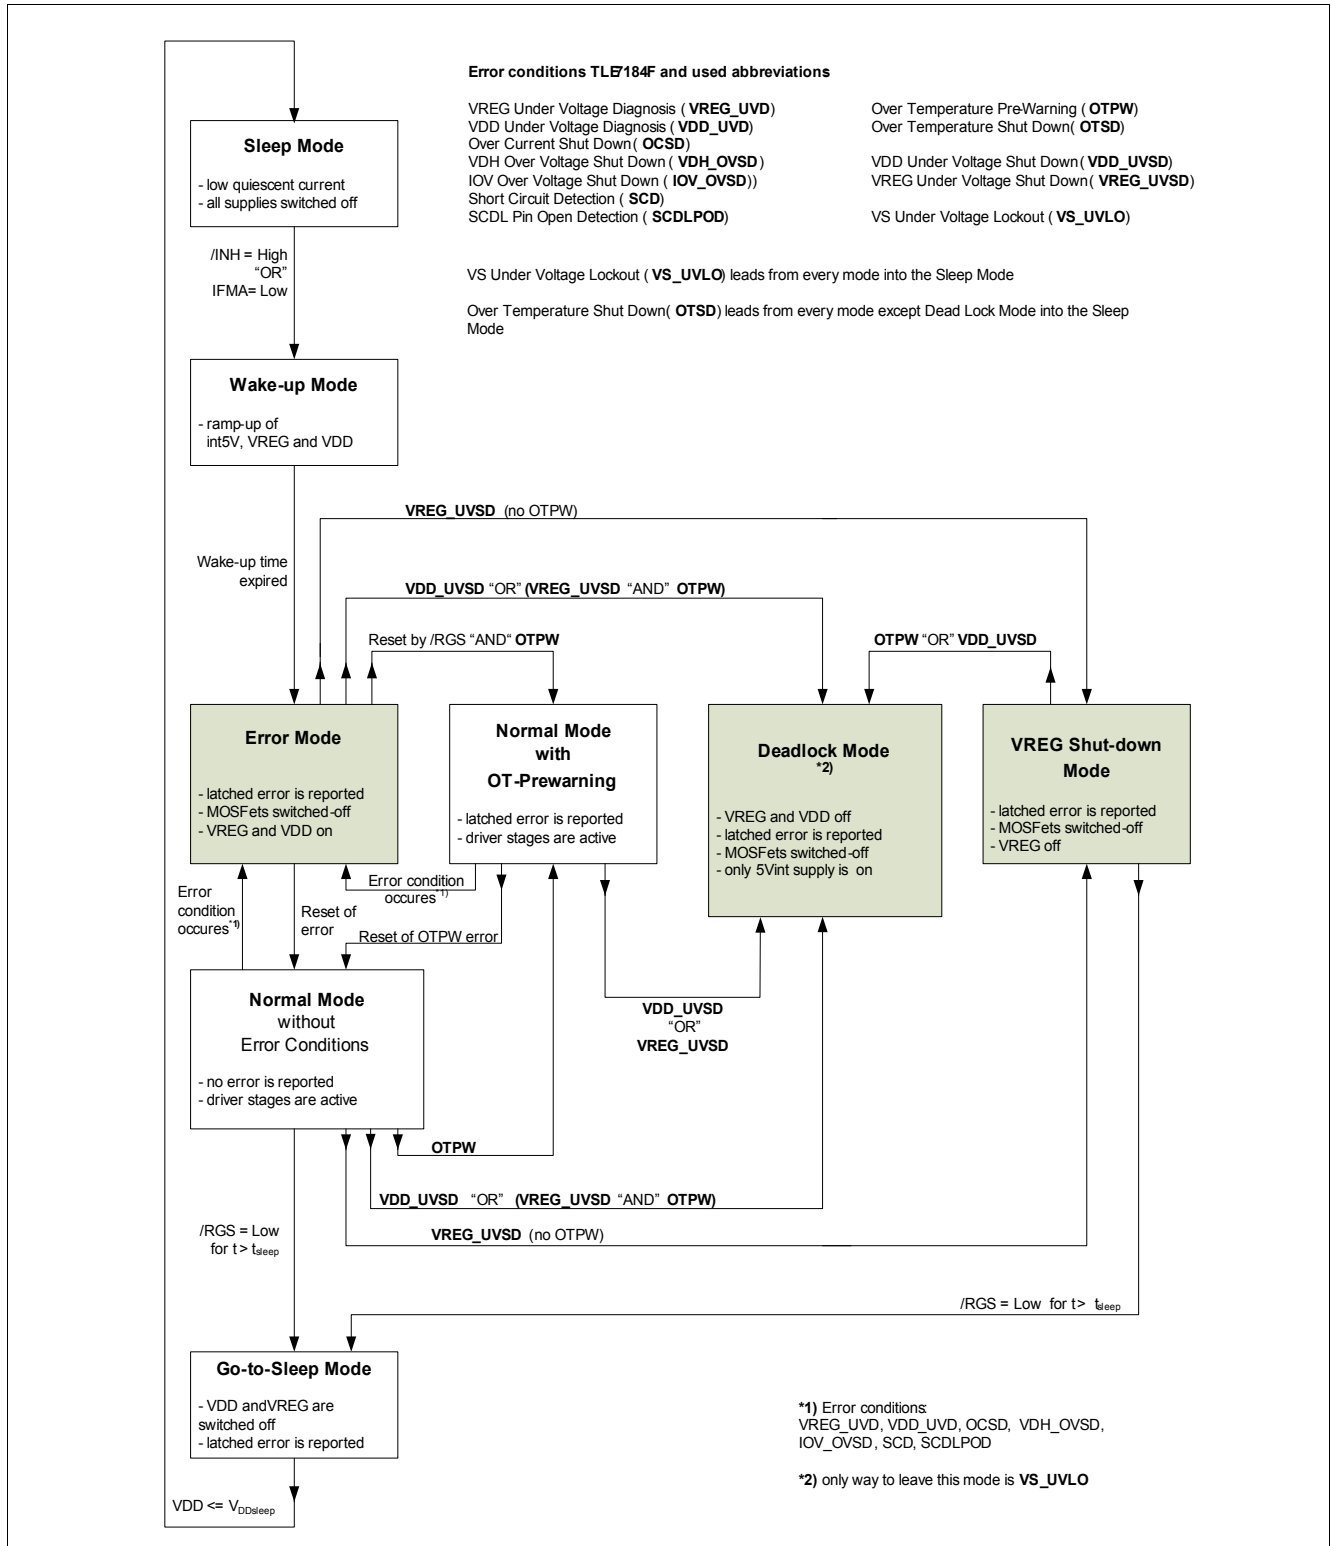 Error conditions TLE7184F and used abbreviations
VREG Under Voltage Diagnosis ( VREG_UVD)
VDD Under Voltage Diagnosis ( VDD_UVD)
Over Current Shut Down( OCSD)
VDH Over Voltage Shut Down ( VDH_OVSD)
IOV Over Voltage Shut Down ( IOV_OVSD))
Short Circuit Detection ( SCD)
SCDL Pin Open Detection ( SCDLPOD)
Over Temperature Pre-Warning ( OTPW)
Over Temperature Shut Down( OTSD)
VDD Under Voltage Shut Down( VDD_UVSD)
VREG Under Voltage Shut Down( VREG_UVSD)
VS Under Voltage Lockout ( VS_UVLO)
VS Under Voltage Lockout ( VS_UVLO) leads from every mode into the Sleep Mode
Over Temperature Shut Down( OTSD) leads from every mode except Dead Lock Mode into the Sleep
Mode
Sleep Mode
- low quiescent current
- all supplies switched off
/INH = High
“OR”
IFMA= Low
Wake-up Mode
- ramp-up of
int5V, VREG and VDD
Wake-up time
expired
VREG_UVSD (no OTPW)
VDD_UVSD “OR” (VREG_UVSD “AND” OTPW)
Reset by /RGS “AND“ OTPW
OTPW “OR” VDD_UVSD
Error Mode
- latched error is reported
- MOSFets switched-off
- VREG and VDD on
Normal Mode
with
OT-Prewarning
- latched error is reported
- driver stages are active
Deadlock Mode
*2)
- VREG and VDD off
- latched error is reported
- MOSFets switched-off
- only 5Vint supply is on
VREG Shut-down
Mode
- latched error is reported
- MOSFets switched-off
- VREG off
Error
condition
occures*1)
Reset of
error
Error condition
occures*1)
Reset of OTPW error
VDD_UVSD
“OR”
VREG_UVSD
Normal Mode
without
Error Conditions
- no error is reported
- driver stages are active
OTPW
VDD_UVSD “OR” (VREG_UVSD “AND” OTPW)
VREG_UVSD (no OTPW)
/RGS = Low
for t > tsleep
/RGS = Low for t > tsleep
Go-to-Sleep Mode
- VDD andVREG are
switched off
- latched error is reported
VDD <= VDDsleep
*1) Error conditions:
VREG_UVD, VDD_UVD, OCSD, VDH_OVSD,
IOV_OVSD, SCD, SCDLPOD
*2) only way to leave this mode is VS_UVLO